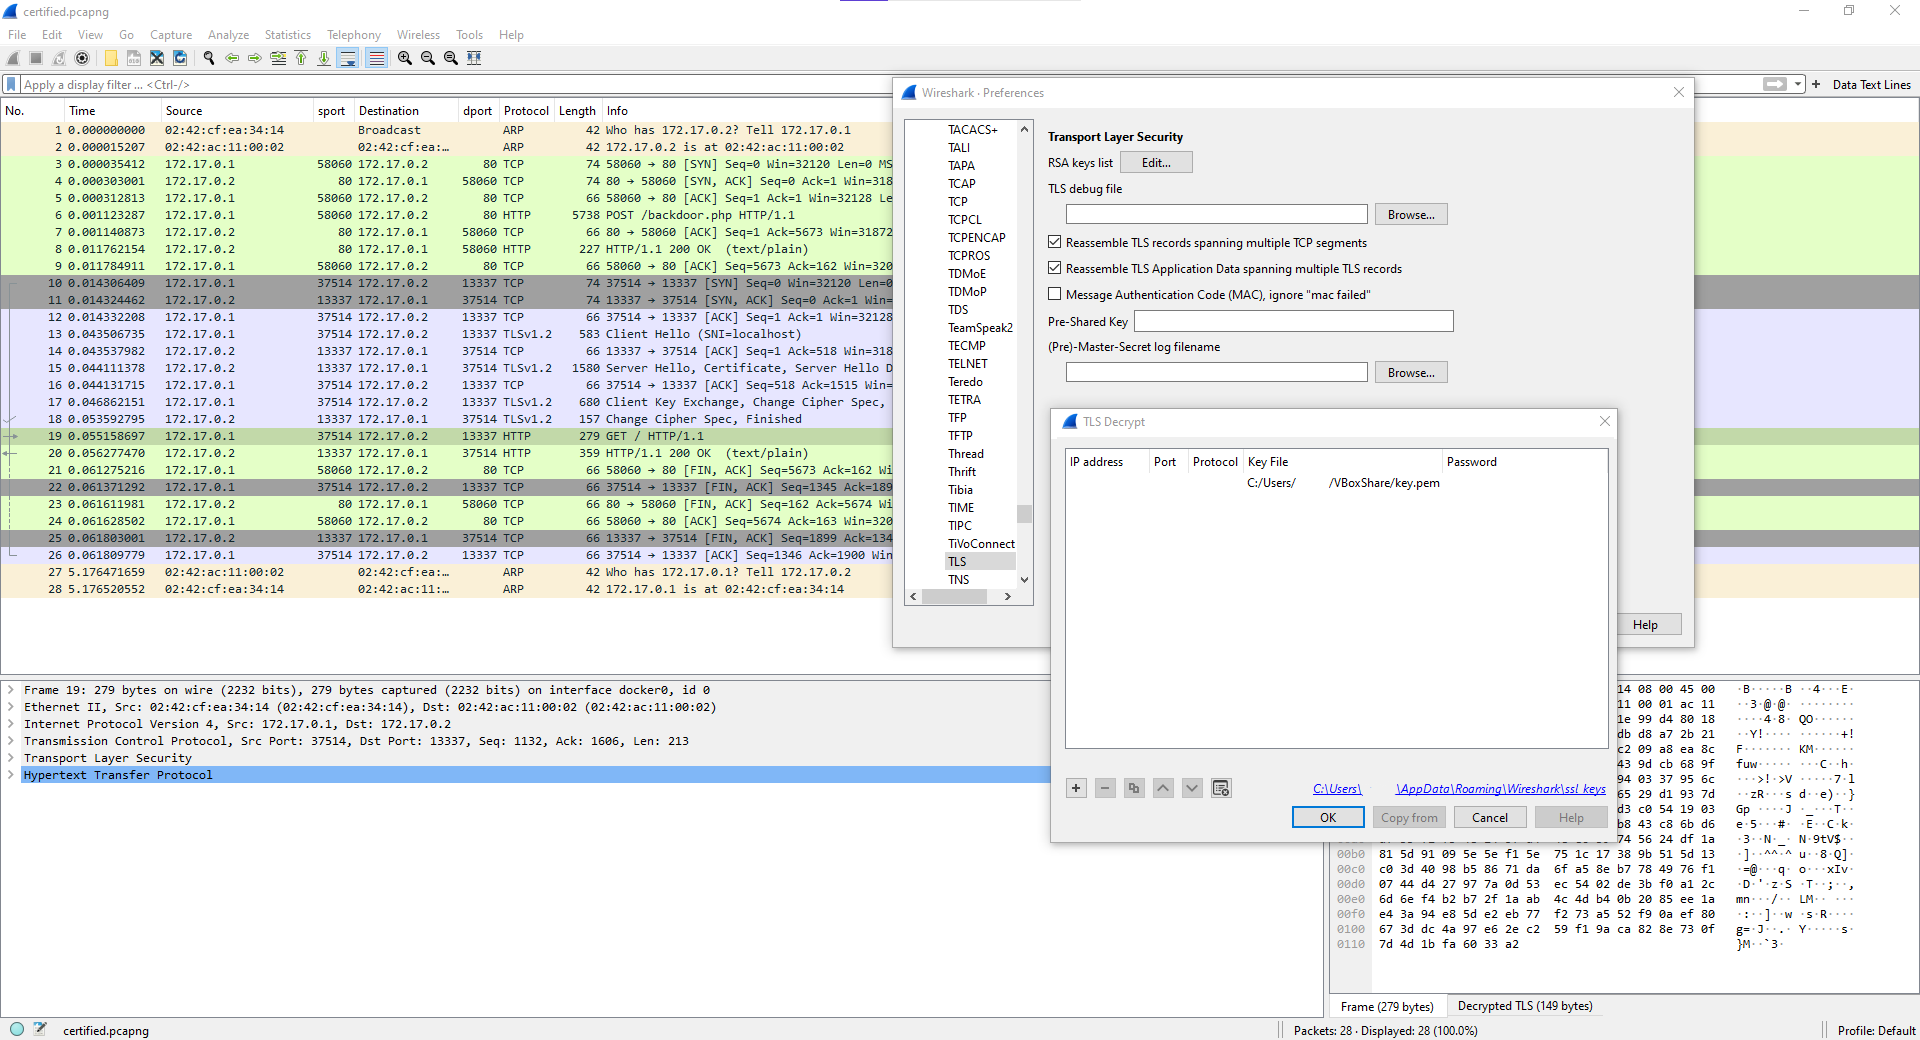 certified.pcapng
File Edit View Go Capture Analyze Statistics Telephony Wireless Tools Help
Apply a display filter ... <Ctrl-/>
+ Data Text Lines
No. Time Source sport Destination dport Protocol Length Info
1 0.000000000 02:42:cf:ea:34:14 Broadcast ARP 42 Who has 172.17.0.2? Tell 172.17.0.1
2 0.000015207 02:42:ac:11:00:02 02:42:cf:ea:... ARP 42 172.17.0.2 is at 02:42:ac:11:00:02
3 0.000035412 172.17.0.1 58060 172.17.0.2 80 TCP 74 58060 → 80 [SYN] Seq=0 Win=32120 Len=0 MS
4 0.000303001 172.17.0.2 80 172.17.0.1 58060 TCP 74 80 → 58060 [SYN, ACK] Seq=0 Ack=1 Win=318
5 0.000312813 172.17.0.1 58060 172.17.0.2 80 TCP 66 58060 → 80 [ACK] Seq=1 Ack=1 Win=32128 Le
6 0.001123287 172.17.0.1 58060 172.17.0.2 80 HTTP 5738 POST /backdoor.php HTTP/1.1
7 0.001140873 172.17.0.2 80 172.17.0.1 58060 TCP 66 80 → 58060 [ACK] Seq=1 Ack=5673 Win=31872
8 0.011762154 172.17.0.2 80 172.17.0.1 58060 HTTP 227 HTTP/1.1 200 OK (text/plain)
9 0.011784911 172.17.0.1 58060 172.17.0.2 80 TCP 66 58060 → 80 [ACK] Seq=5673 Ack=162 Win=320
10 0.014306409 172.17.0.1 37514 172.17.0.2 13337 TCP 74 37514 → 13337 [SYN] Seq=0 Win=32120 Len=0
11 0.014324462 172.17.0.2 13337 172.17.0.1 37514 TCP 74 13337 → 37514 [SYN, ACK] Seq=0 Ack=1 Win=
12 0.014332208 172.17.0.1 37514 172.17.0.2 13337 TCP 66 37514 → 13337 [ACK] Seq=1 Ack=1 Win=32128
13 0.043506735 172.17.0.1 37514 172.17.0.2 13337 TLSv1.2 583 Client Hello (SNI=localhost)
14 0.043537982 172.17.0.2 13337 172.17.0.1 37514 TCP 66 13337 → 37514 [ACK] Seq=1 Ack=518 Win=318
15 0.044111378 172.17.0.2 13337 172.17.0.1 37514 TLSv1.2 1580 Server Hello, Certificate, Server Hello D
16 0.044131715 172.17.0.1 37514 172.17.0.2 13337 TCP 66 37514 → 13337 [ACK] Seq=518 Ack=1515 Win=
17 0.046862151 172.17.0.1 37514 172.17.0.2 13337 TLSv1.2 680 Client Key Exchange, Change Cipher Spec,
18 0.053592795 172.17.0.2 13337 172.17.0.1 37514 TLSv1.2 157 Change Cipher Spec, Finished
19 0.055158697 172.17.0.1 37514 172.17.0.2 13337 HTTP 279 GET / HTTP/1.1
20 0.056277470 172.17.0.2 13337 172.17.0.1 37514 HTTP 359 HTTP/1.1 200 OK (text/plain)
21 0.061275216 172.17.0.1 58060 172.17.0.2 80 TCP 66 58060 → 80 [FIN, ACK] Seq=5673 Ack=162 Wi
22 0.061371292 172.17.0.1 37514 172.17.0.2 13337 TCP 66 37514 → 13337 [FIN, ACK] Seq=1345 Ack=189
23 0.061611981 172.17.0.2 80 172.17.0.1 58060 TCP 66 80 → 58060 [FIN, ACK] Seq=162 Ack=5674 Wi
24 0.061628502 172.17.0.1 58060 172.17.0.2 80 TCP 66 58060 → 80 [ACK] Seq=5674 Ack=163 Win=320
25 0.061803001 172.17.0.2 13337 172.17.0.1 37514 TCP 66 13337 → 37514 [FIN, ACK] Seq=1899 Ack=134
26 0.061809779 172.17.0.1 37514 172.17.0.2 13337 TCP 66 37514 → 13337 [ACK] Seq=1346 Ack=1900 Win
27 5.176471659 02:42:ac:11:00:02 02:42:cf:ea:... ARP 42 Who has 172.17.0.1? Tell 172.17.0.2
28 5.176520552 02:42:cf:ea:34:14 02:42:ac:11:... ARP 42 172.17.0.1 is at 02:42:cf:ea:34:14
Wireshark · Preferences
TACACS+
TALI
TAPA
TCAP
TCP
TCPCL
TCPENCAP
TCPROS
TDMoE
TDMoP
TDS
TeamSpeak2
TECMP
TELNET
Teredo
TETRA
TFP
TFTP
Thread
Thrift
Tibia
TIME
TIPC
TiVoConnect
TLS
TNS
Transport Layer Security
RSA keys list Edit...
TLS debug file
Browse...
Reassemble TLS records spanning multiple TCP segments
Reassemble TLS Application Data spanning multiple TLS records
Message Authentication Code (MAC), ignore "mac failed"
Pre-Shared Key
(Pre)-Master-Secret log filename
Browse...
Help
TLS Decrypt
IP address Port Protocol Key File Password
C:/Users/ /VBoxShare/key.pem
C:\Users\ \AppData\Roaming\Wireshark\ssl_keys
OK Copy from Cancel Help
Frame 19: 279 bytes on wire (2232 bits), 279 bytes captured (2232 bits) on interface docker0, id 0
Ethernet II, Src: 02:42:cf:ea:34:14 (02:42:cf:ea:34:14), Dst: 02:42:ac:11:00:02 (02:42:ac:11:00:02)
Internet Protocol Version 4, Src: 172.17.0.1, Dst: 172.17.0.2
Transmission Control Protocol, Src Port: 37514, Dst Port: 13337, Seq: 1132, Ack: 1606, Len: 213
Transport Layer Security
Hypertext Transfer Protocol
14 08 00 45 00 ·B·····B ··4···E·
11 00 01 ac 11 ··3·@·@· ········
1e 99 d4 80 18 ····4·8· QO······
db d8 a7 2b 21 ··Y!···· ······+!
c2 09 a8 ea 8c F······· KM······
43 9d cb 68 9f fuw····· ···C··h·
94 03 37 95 6c ···>!·>V ·····7·l
65 29 d1 93 7d ··zR···s d··e)··}
d3 c0 54 19 03 Gp····J· _···T··
b8 43 c8 6b d6 e·5···#· ·E··C·k·
74 56 24 df 1a
00b0 81 5d 91 09 5e 5e f1 5e 75 1c 17 38 9b 51 5d 13 ·]··^^·^ u··8·Q]·
00c0 c0 3d 40 98 b5 86 71 da 6f a5 8e b7 78 49 76 f1 ·=@···q· o···xIv·
00d0 07 44 d4 27 97 7a 0d 53 ec 54 02 de 3b f0 a1 2c ·D·'·z·S ·T··;··,
00e0 6d 6e f4 b2 b7 2f 1a ab 4c 4d b4 0b 20 85 ee 1a mn···/·· LM·· ···
00f0 e4 3a 94 e8 5d e2 eb 77 f2 73 a5 52 f9 0a ef 80 ·:··]··w ·s·R····
0100 67 3d dc 4a 97 e6 2e c2 59 f1 9a ca 82 8e 73 0f g=·J··.· Y·····s·
0110 7d 4d 1b fa 60 33 a2 }M··`3·
Frame (279 bytes) Decrypted TLS (149 bytes)
certified.pcapng Packets: 28 · Displayed: 28 (100.0%) Profile: Default